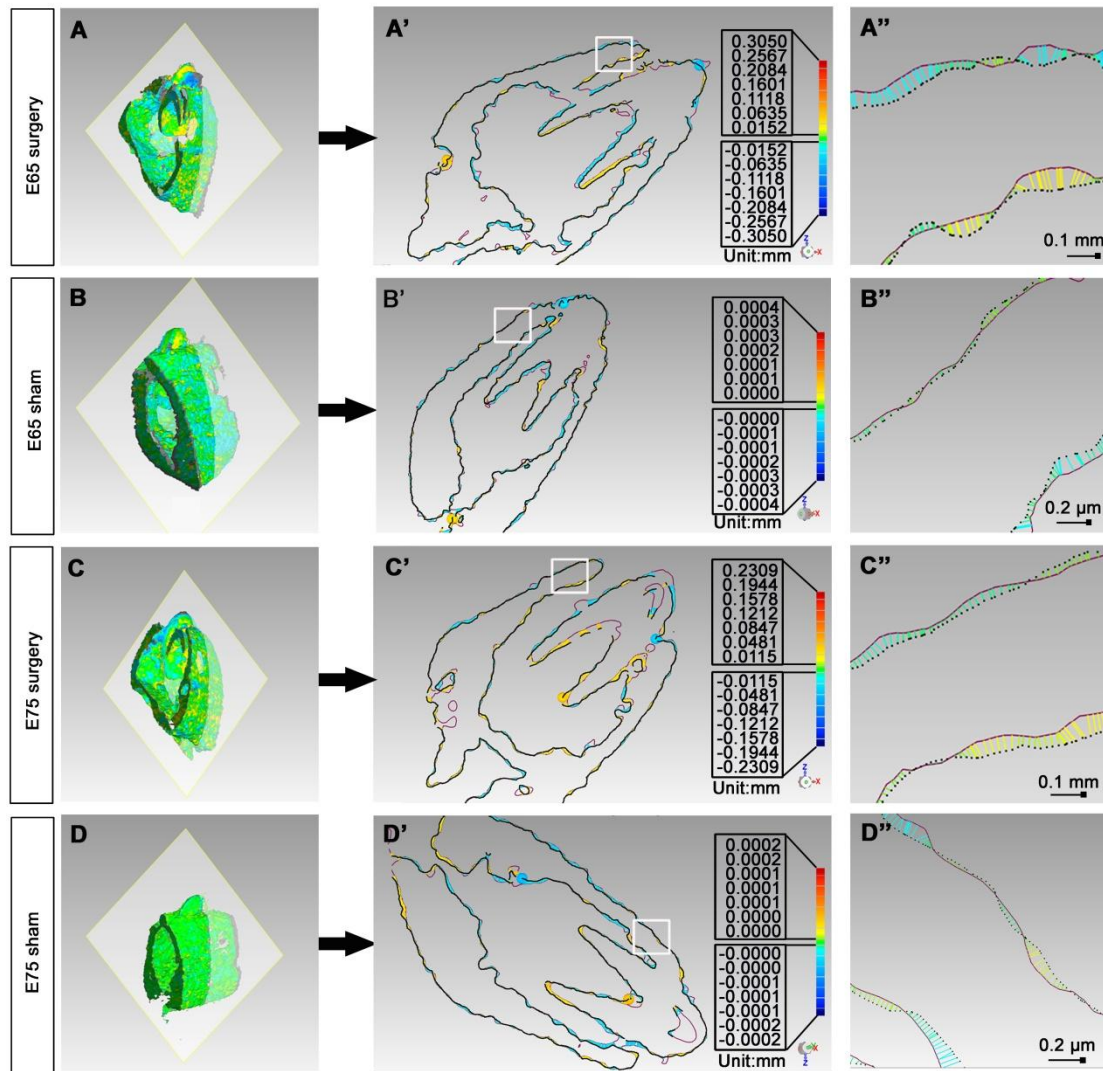 E65 surgery
A
A'
0.3050
0.2567
0.2084
0.1601
0.1118
0.0635
0.0152
-0.0152
-0.0635
-0.1118
-0.1601
-0.2084
-0.2567
-0.3050
Unit:mm
Z
X
A"
0.1 mm
E65 sham
B
B'
0.0004
0.0003
0.0003
0.0002
0.0001
0.0001
0.0000
-0.0000
-0.0001
-0.0001
-0.0002
-0.0003
-0.0003
-0.0004
Unit:mm
Z
X
B"
0.2 µm
E75 surgery
C
C'
0.2309
0.1944
0.1578
0.1212
0.0847
0.0481
0.0115
-0.0115
-0.0481
-0.0847
-0.1212
-0.1578
-0.1944
-0.2309
Unit:mm
Z
X
C"
0.1 mm
E75 sham
D
D'
0.0002
0.0002
0.0001
0.0001
0.0001
0.0000
0.0000
-0.0000
-0.0000
-0.0001
-0.0001
-0.0001
-0.0002
-0.0002
Unit:mm
X
Z
D"
0.2 µm